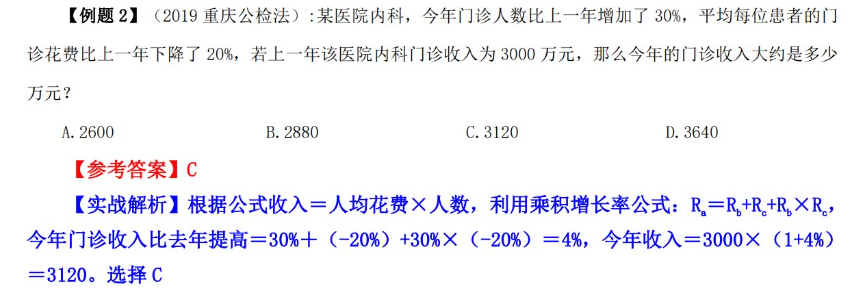 【例题 2】（2019 重庆公检法）:某医院内科，今年门诊人数比上一年增加了 30%，平均每位患者的门
诊花费比上一年下降了 20%，若上一年该医院内科门诊收入为 3000 万元，那么今年的门诊收入大约是多少
万元？
A.2600 B.2880 C.3120 D.3640
【参考答案】C
【实战解析】根据公式收入＝人均花费×人数，利用乘积增长率公式：Rₐ＝R_b+R_c+R_b×R_c，
今年门诊收入比去年提高＝30%＋（-20%）+30%×（-20%）＝4%，今年收入＝3000×（1+4%）
＝3120。选择 C